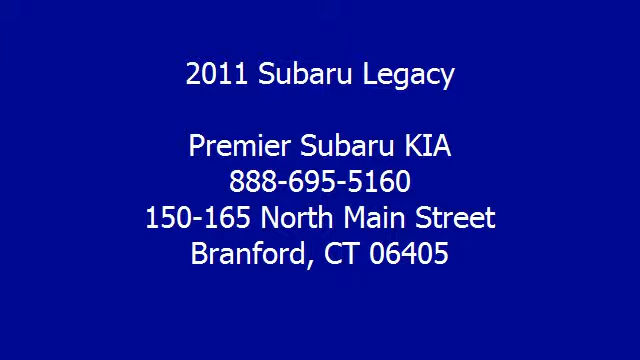 2011 Subaru Legacy
Premier Subaru KIA
888-695-5160
150-165 North Main Street
Branford, CT 06405